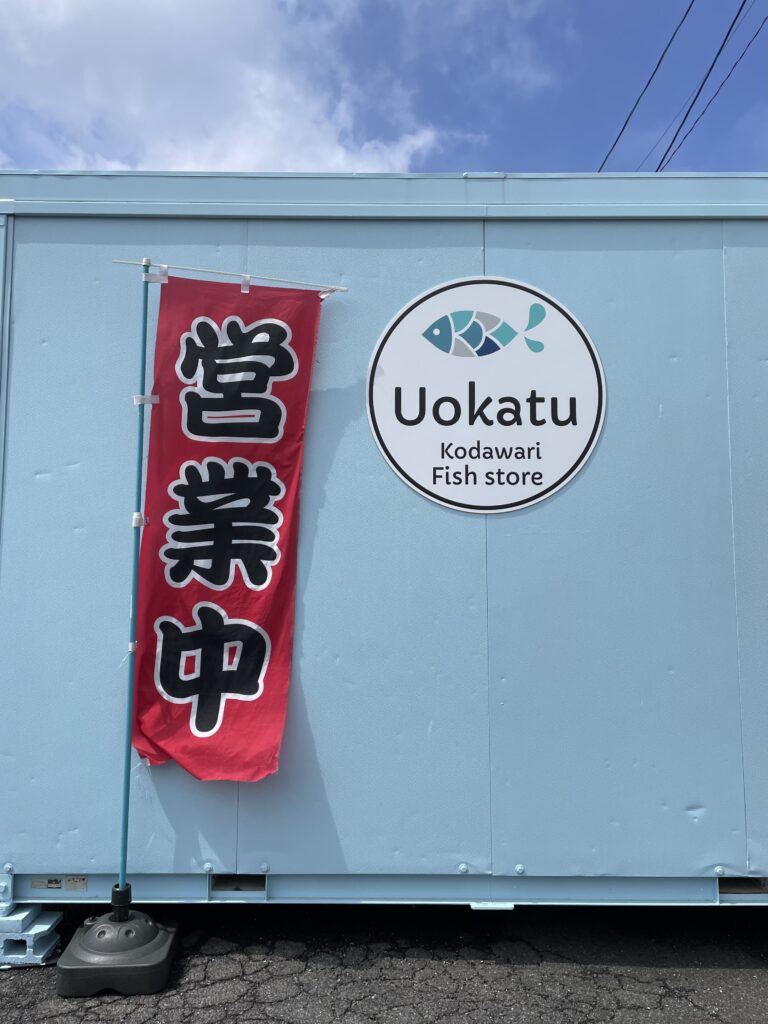 営業中
Uokatu
Kodawari
Fish store